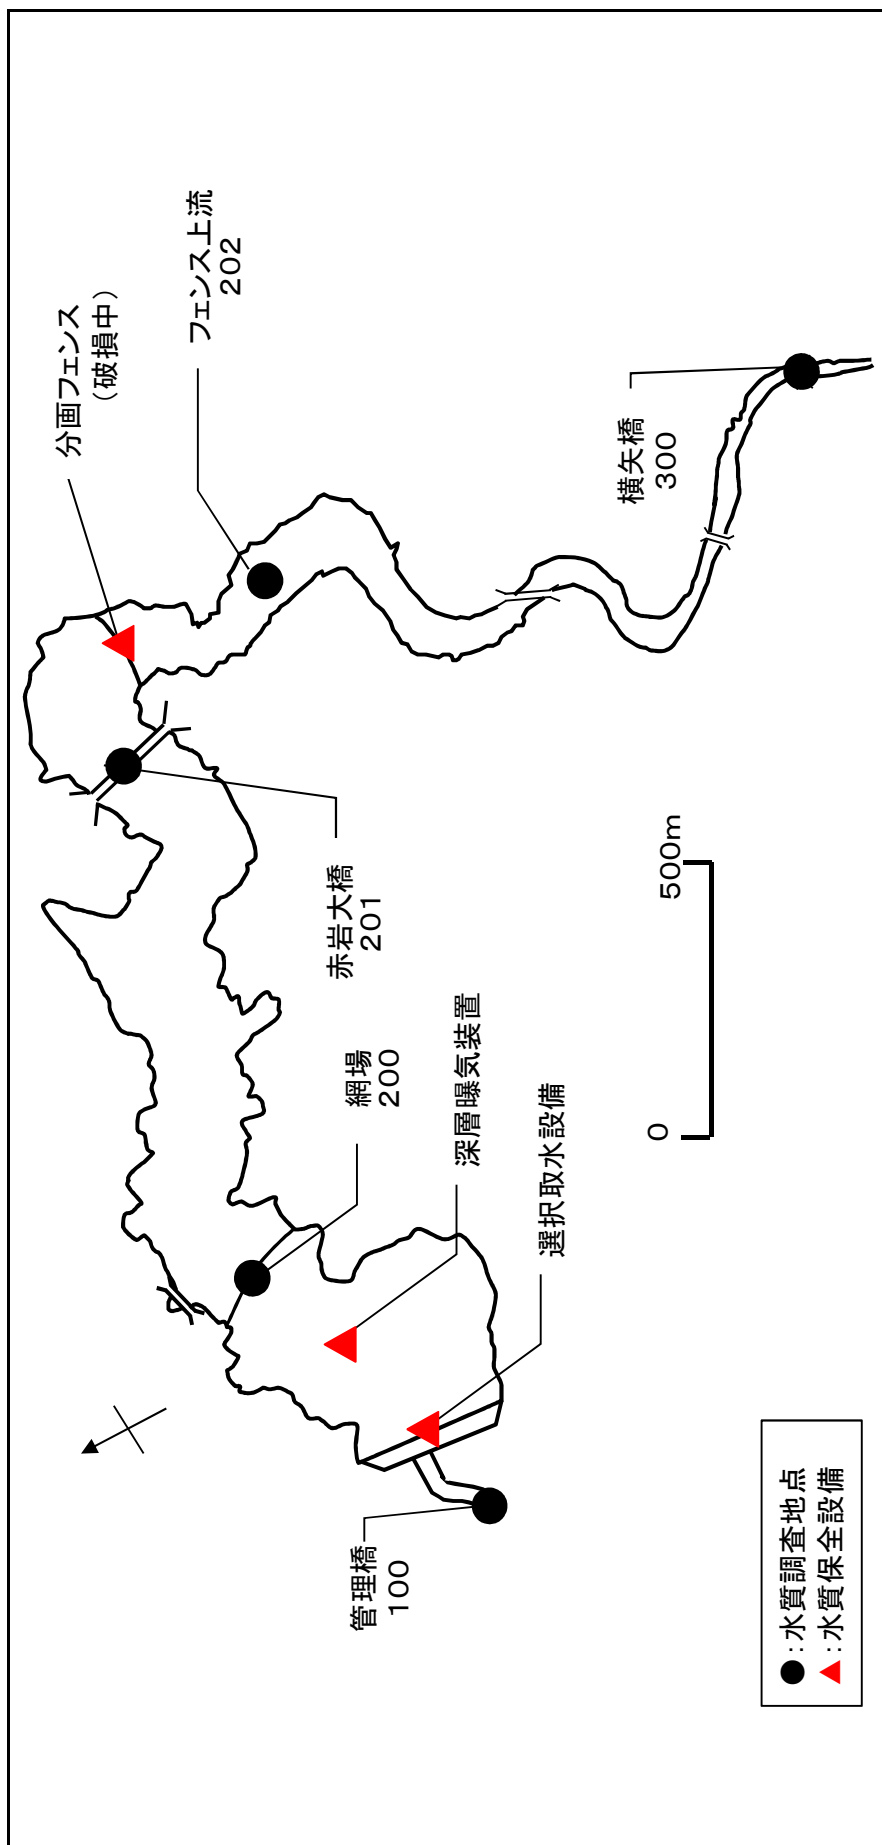 分画フェンス
（破損中）
フェンス上流
202
横矢橋
300
赤岩大橋
201
網場
200
深層曝気装置
選択取水設備
管理橋
100
0
500m
●：水質調査地点
▲：水質保全設備